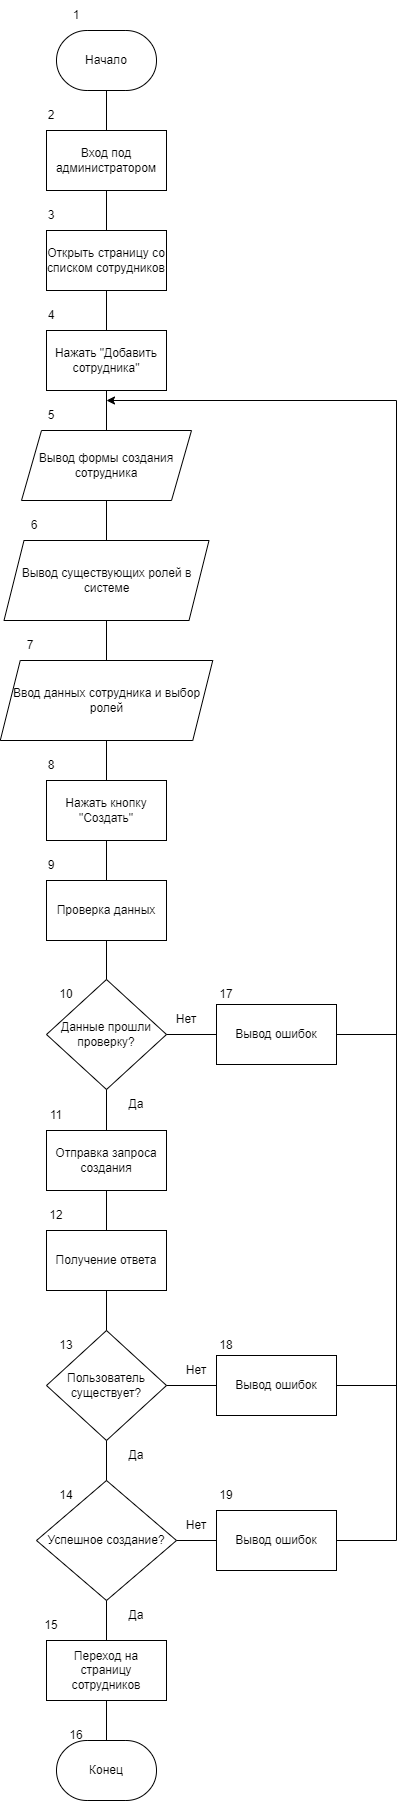 1
Начало
2
Вход под
администратором
3
Открыть страницу со
списком сотрудников
4
Нажать "Добавить
сотрудника"
5
Вывод формы создания
сотрудника
6
Вывод существующих ролей в
системе
7
Ввод данных сотрудника и выбор
ролей
8
Нажать кнопку
"Создать"
9
Проверка данных
10
Данные прошли
проверку?
Нет
17
Вывод ошибок
Да
11
Отправка запроса
создания
12
Получение ответа
13
Пользователь
существует?
Нет
18
Вывод ошибок
Да
14
Успешное создание?
Нет
19
Вывод ошибок
Да
15
Переход на
страницу
сотрудников
16
Конец